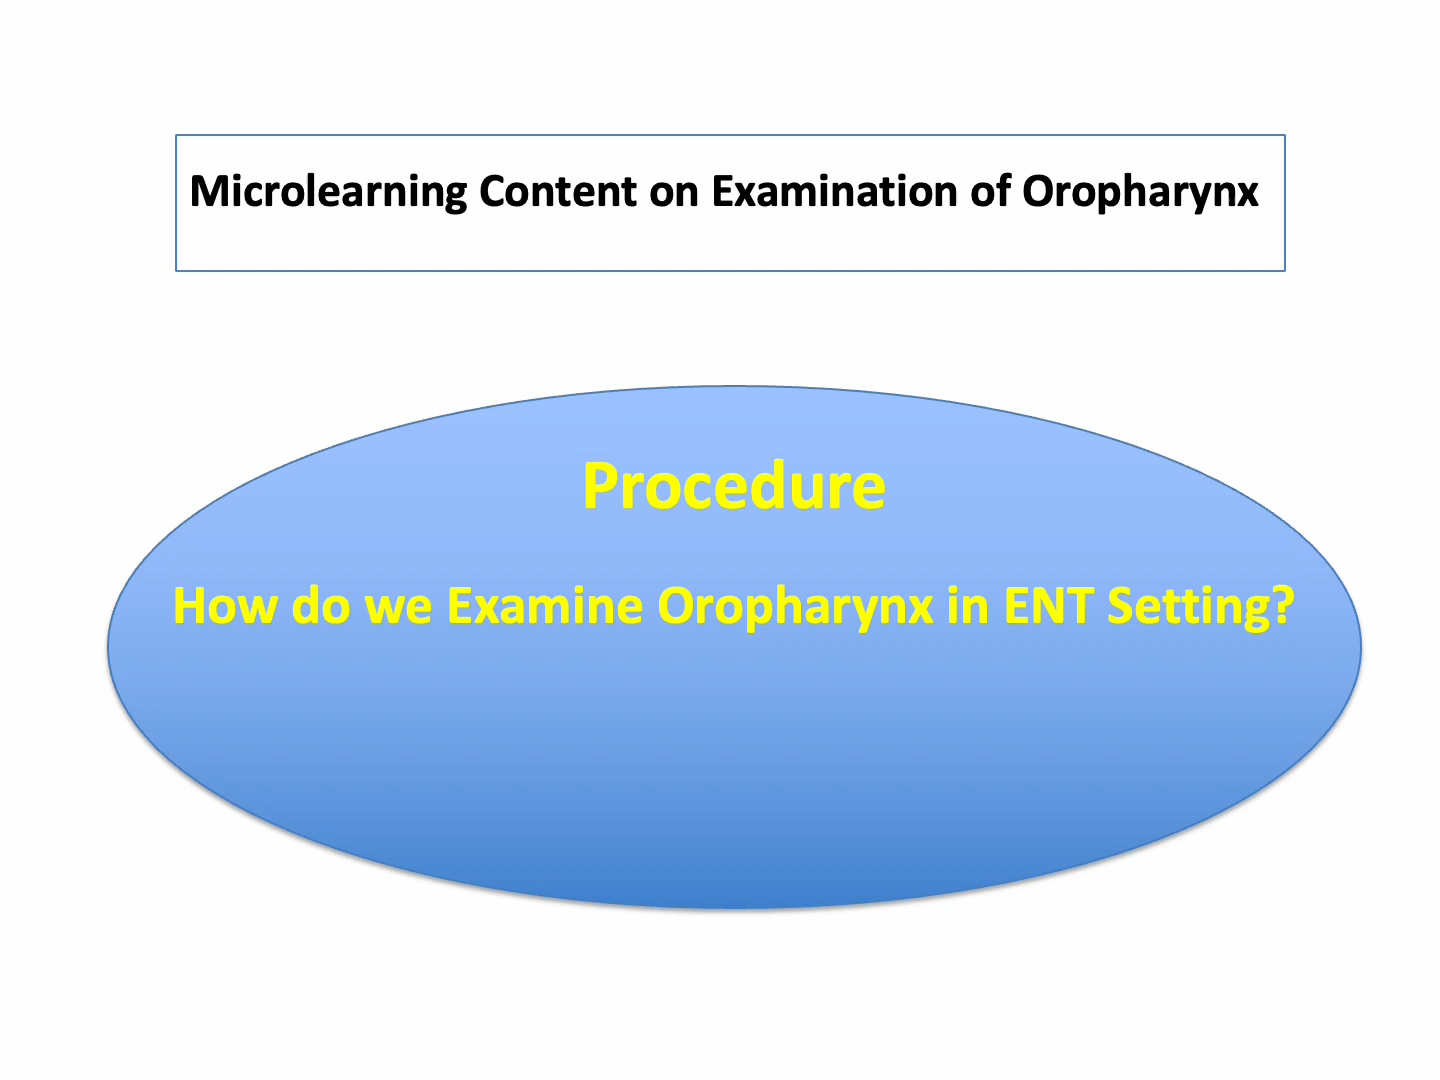 Microlearning Content on Examination of Oropharynx
Procedure
How do we Examine Oropharynx in ENT Setting?